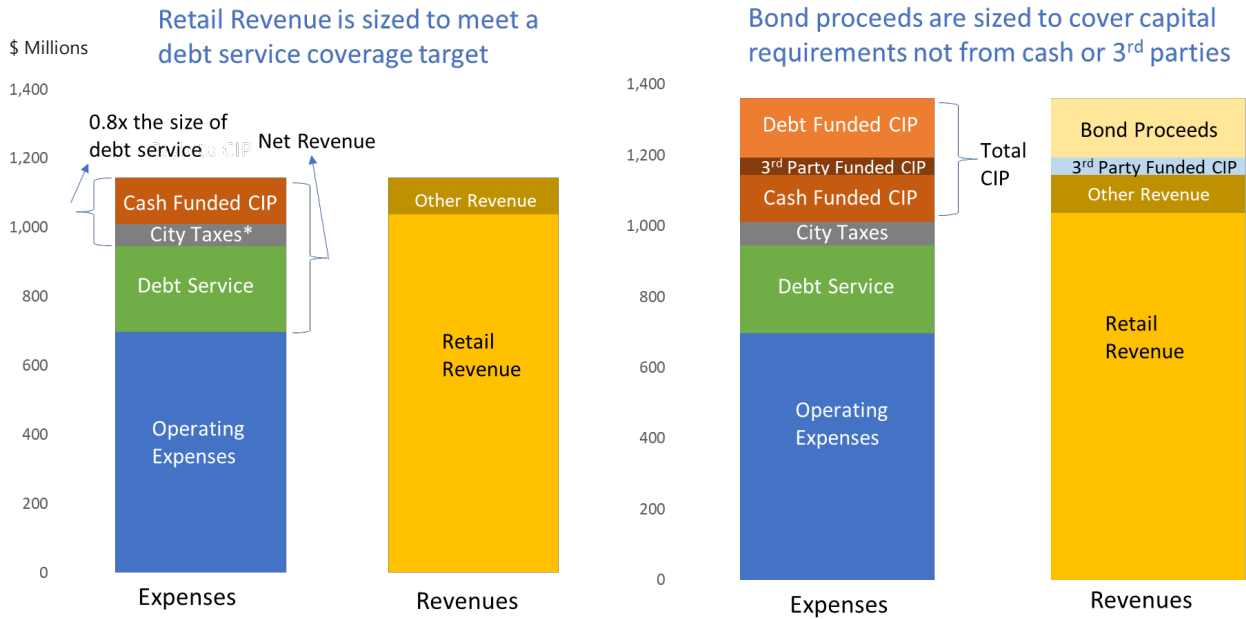 Retail Revenue is sized to meet a
debt service coverage target
$ Millions
1,400
1,200
1,000
800
600
400
200
0
0.8x the size of
debt service
to CIP
Net Revenue
Cash Funded CIP
City Taxes*
Debt Service
Operating
Expenses
Other Revenue
Retail
Revenue
Expenses
Revenues
Bond proceeds are sized to cover capital
requirements not from cash or 3rd parties
1,400
1,200
1,000
800
600
400
200
0
Debt Funded CIP
3rd Party Funded CIP
Cash Funded CIP
City Taxes
Debt Service
Operating
Expenses
Total
CIP
Bond Proceeds
3rd Party Funded CIP
Other Revenue
Retail
Revenue
Expenses
Revenues